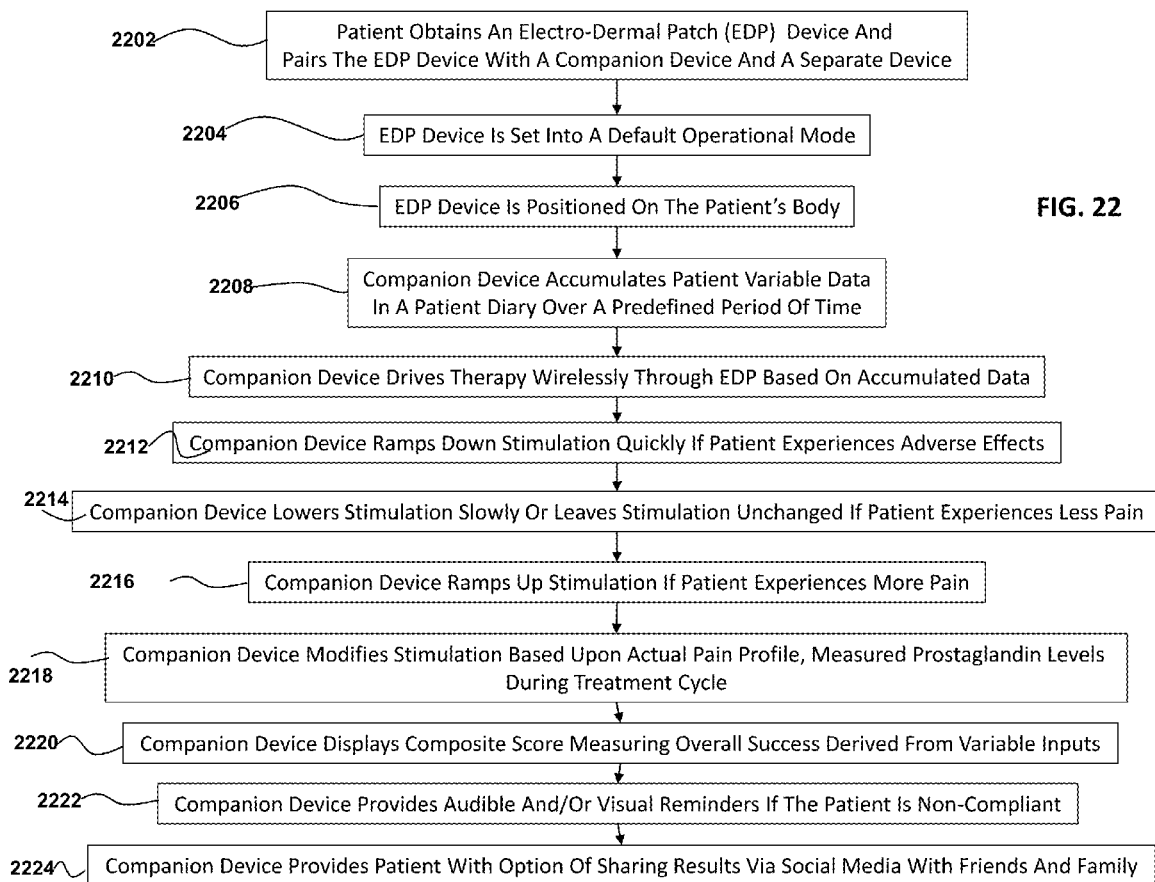 2202
Patient Obtains An Electro-Dermal Patch (EDP) Device And
Pairs The EDP Device With A Companion Device And A Separate Device
2204
EDP Device Is Set Into A Default Operational Mode
2206
EDP Device Is Positioned On The Patient's Body
FIG. 22
2208
Companion Device Accumulates Patient Variable Data
In A Patient Diary Over A Predefined Period Of Time
2210
Companion Device Drives Therapy Wirelessly Through EDP Based On Accumulated Data
2212
Companion Device Ramps Down Stimulation Quickly If Patient Experiences Adverse Effects
2214
Companion Device Lowers Stimulation Slowly Or Leaves Stimulation Unchanged If Patient Experiences Less Pain
2216
Companion Device Ramps Up Stimulation If Patient Experiences More Pain
2218
Companion Device Modifies Stimulation Based Upon Actual Pain Profile, Measured Prostaglandin Levels
During Treatment Cycle
2220
Companion Device Displays Composite Score Measuring Overall Success Derived From Variable Inputs
2222
Companion Device Provides Audible And/Or Visual Reminders If The Patient Is Non-Compliant
2224
Companion Device Provides Patient With Option Of Sharing Results Via Social Media With Friends And Family